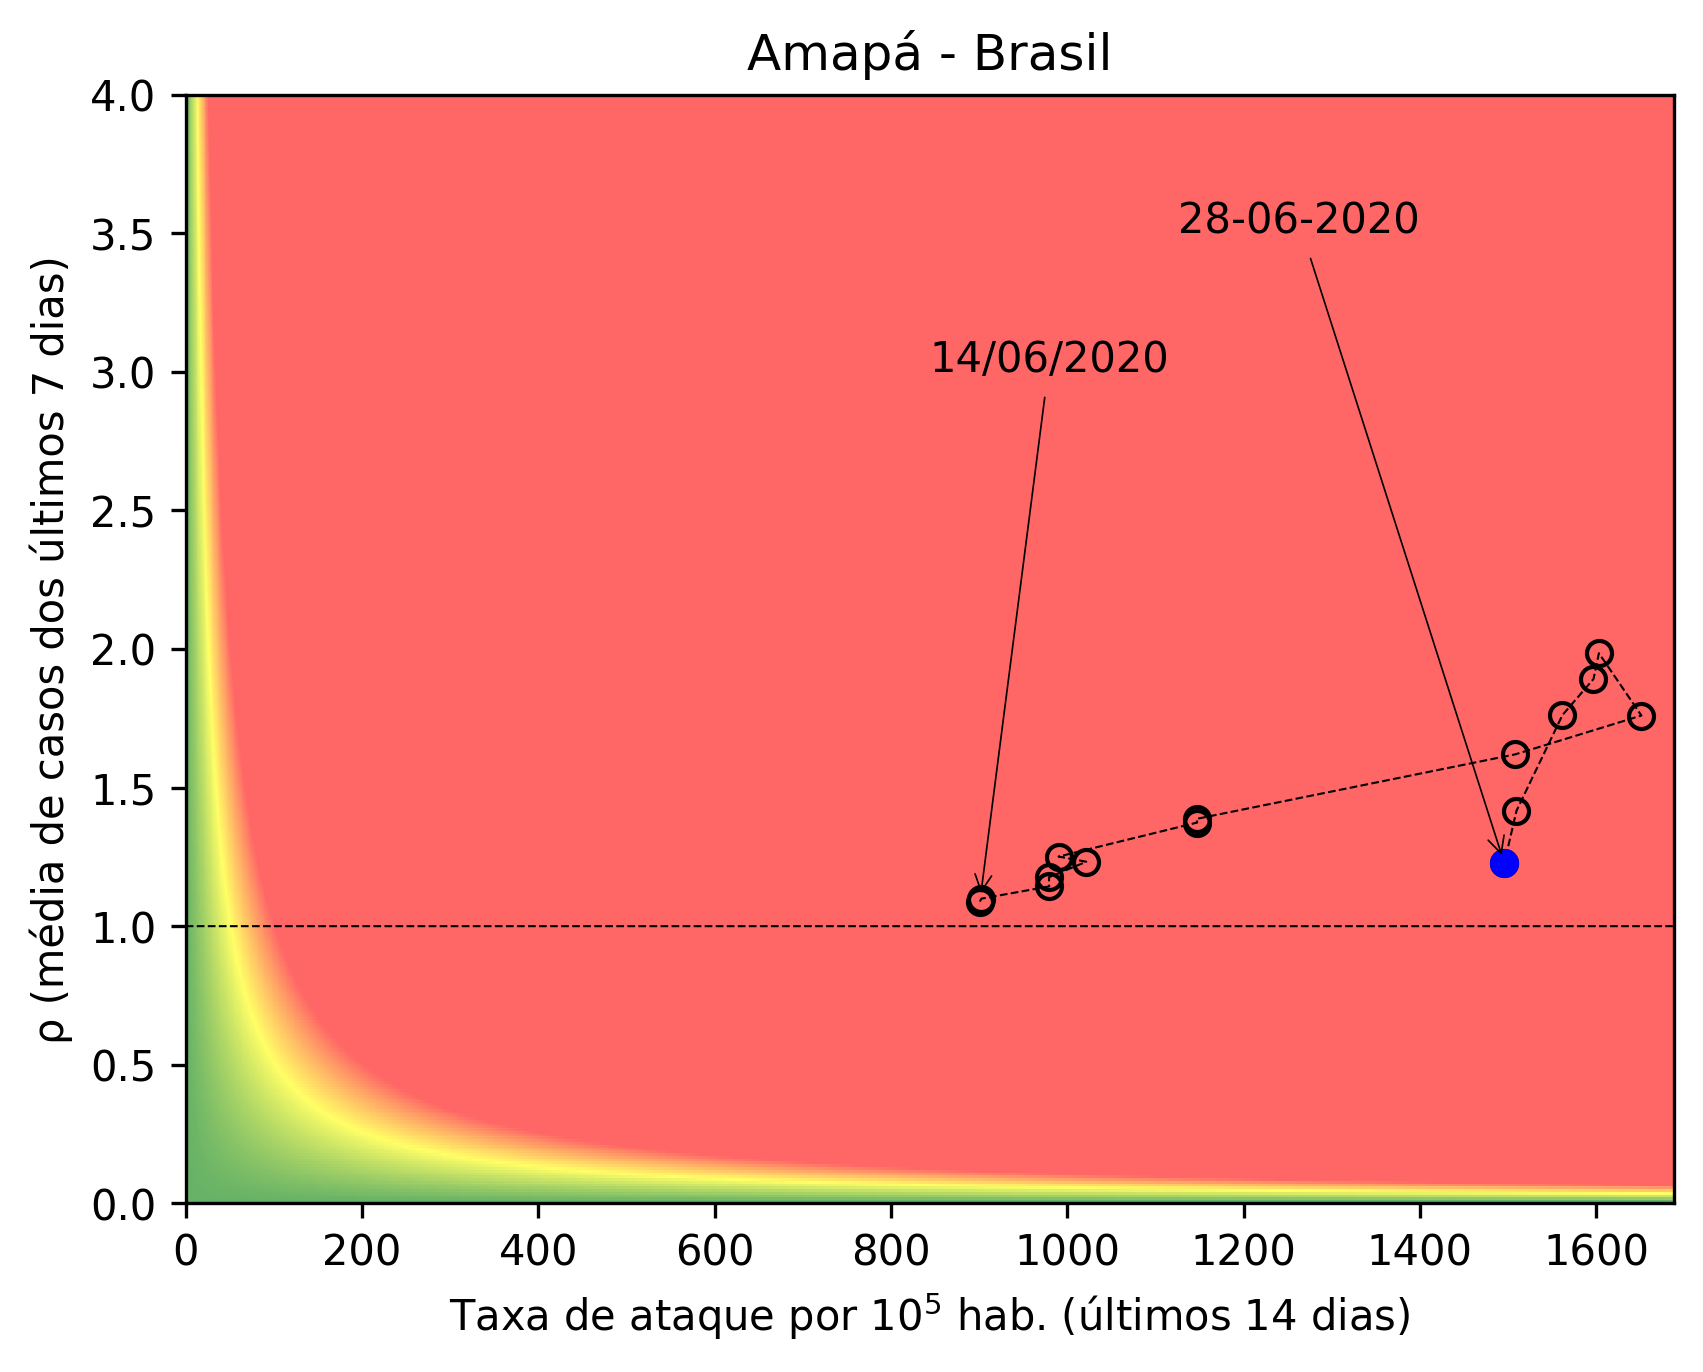 Amapá - Brasil
ρ (média de casos dos últimos 7 dias)
4.0
3.5
3.0
2.5
2.0
1.5
1.0
0.5
0.0
28-06-2020
14/06/2020
0 200 400 600 800 1000 1200 1400 1600
Taxa de ataque por 10⁵ hab. (últimos 14 dias)